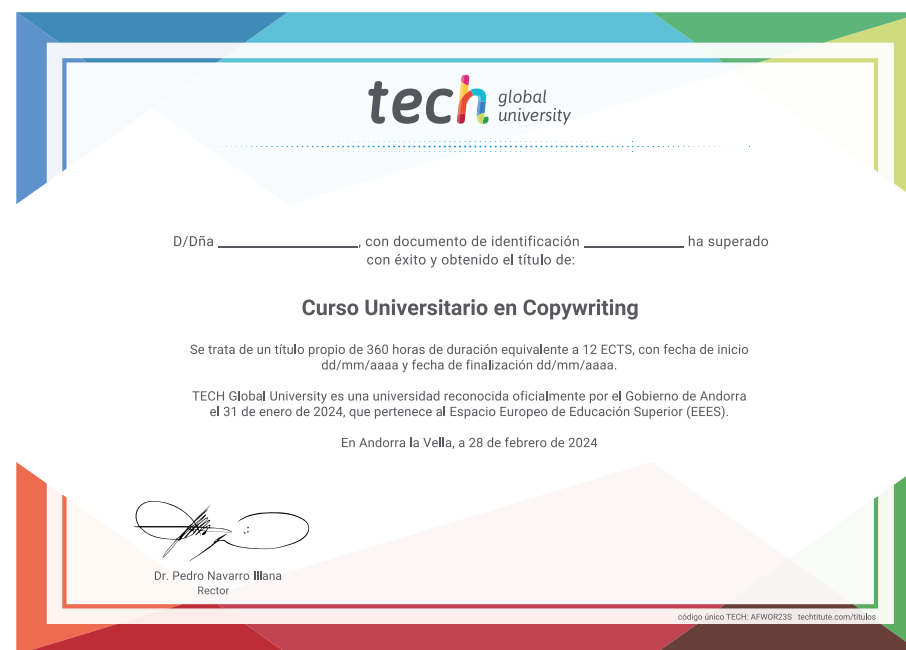 tech global university
D/Dña ____________________, con documento de identificación ______________ ha superado
con éxito y obtenido el título de:
Curso Universitario en Copywriting
Se trata de un título propio de 360 horas de duración equivalente a 12 ECTS, con fecha de inicio
dd/mm/aaaa y fecha de finalización dd/mm/aaaa.
TECH Global University es una universidad reconocida oficialmente por el Gobierno de Andorra
el 31 de enero de 2024, que pertenece al Espacio Europeo de Educación Superior (EEES).
En Andorra la Vella, a 28 de febrero de 2024
Dr. Pedro Navarro Illana
Rector
código único TECH: AFWOR23S techtitute.com/titulos